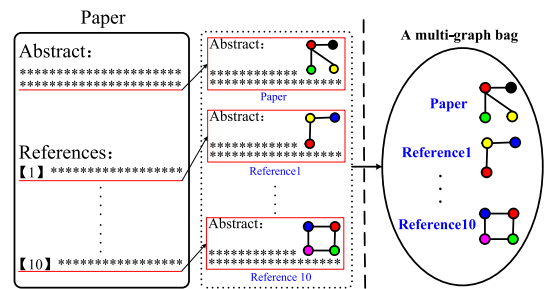 Paper
Abstract：
*********************
*********************
References：
【1】*****************
【10】****************
Abstract：
***********
*****************
Paper
Abstract：
***********
*****************
Reference1
Abstract：
************
*****************
Reference 10
A multi-graph bag
Paper
Reference1
Reference10